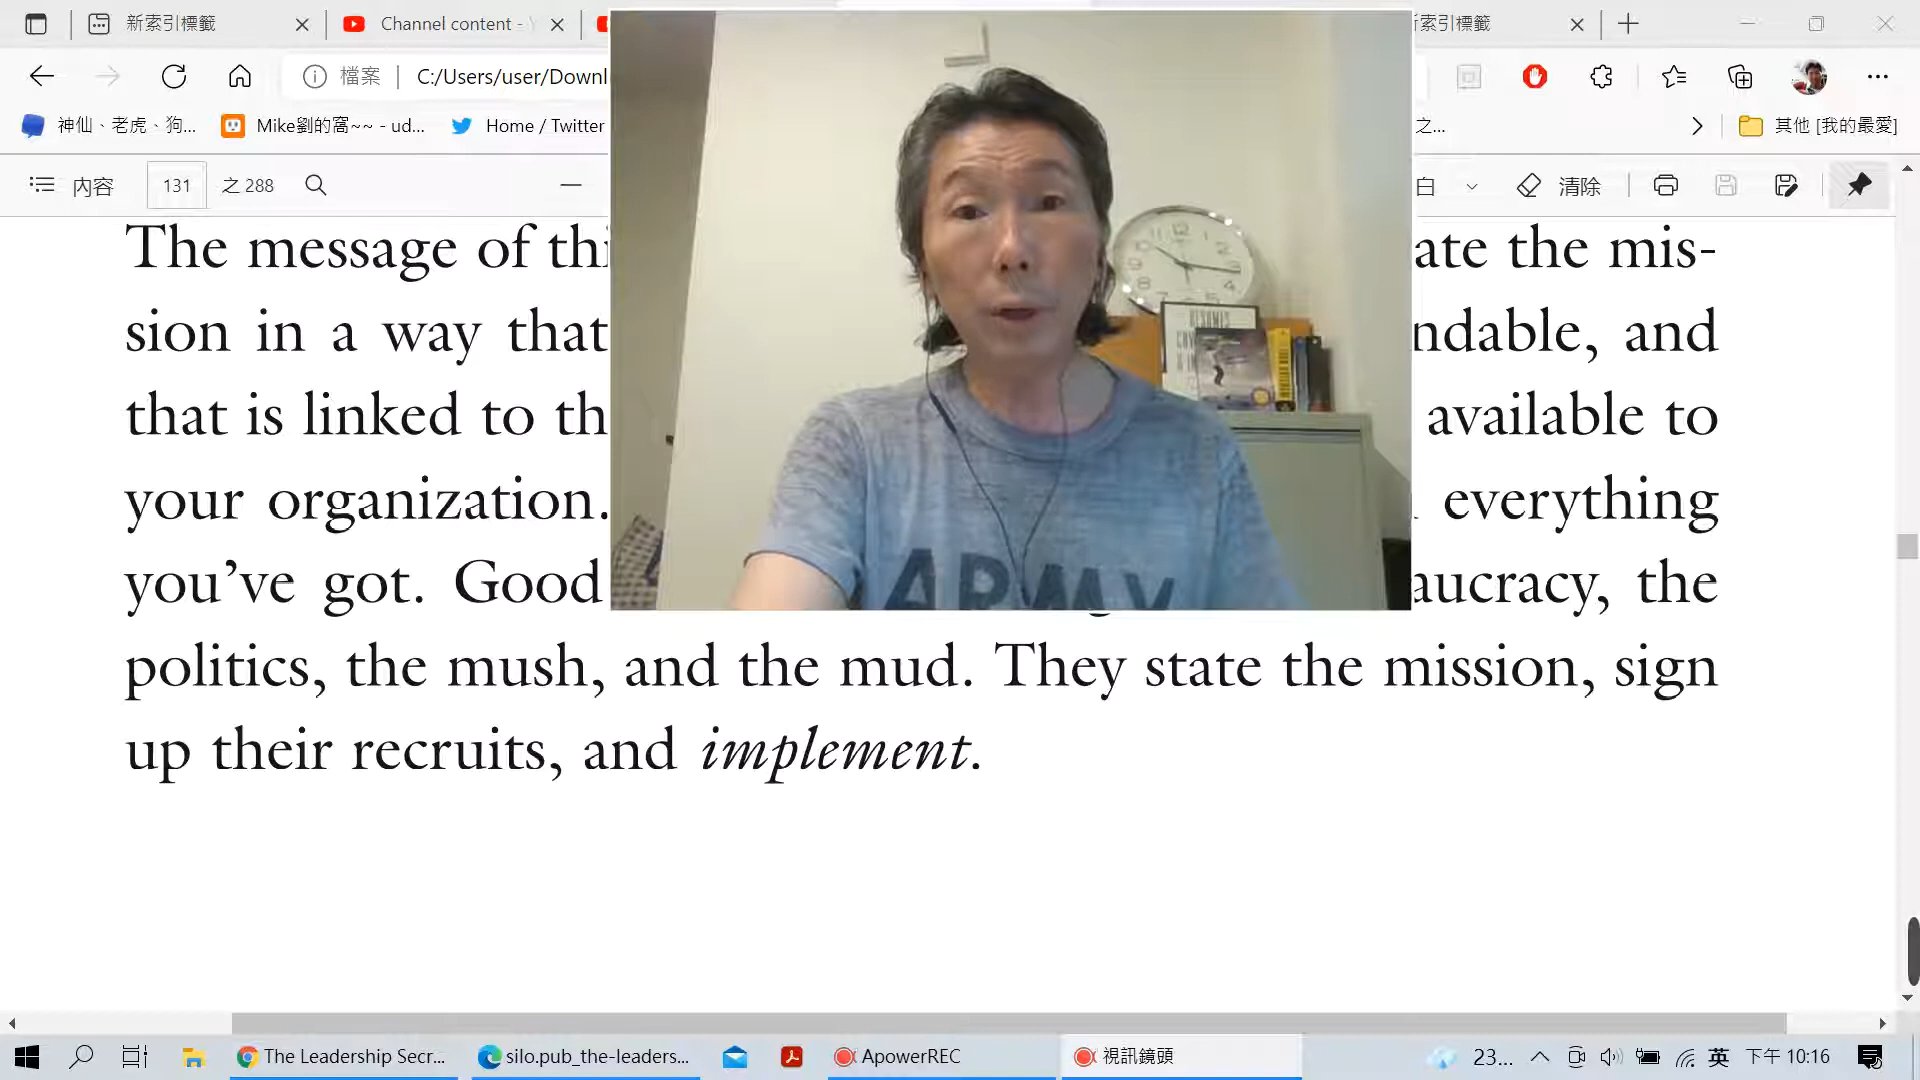 新索引標籤
Channel content -
索引標籤
檔案
C:/Users/user/Downl
神仙、老虎、狗...
Mike劉的窩~~ - ud...
Home / Twitter
之...
其他 [我的最愛]
內容
131
之 288
白
清除
The message of thi
ate the mis-
sion in a way that
ndable, and
that is linked to th
available to
your organization.
everything
you've got. Good
aucracy, the
politics, the mush, and the mud. They state the mission, sign
up their recruits, and implement.
ARMY
12
The Leadership Secr...
silo.pub_the-leaders...
ApowerREC
視訊鏡頭
23...
英
下午 10:16